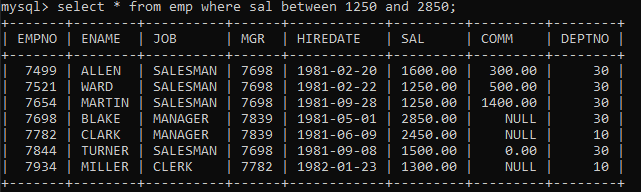 mysql> select * from emp where sal between 1250 and 2850;
+-------+--------+----------+------+------------+---------+---------+--------+
| EMPNO | ENAME  | JOB      | MGR  | HIREDATE   | SAL     | COMM    | DEPTNO |
+-------+--------+----------+------+------------+---------+---------+--------+
|  7499 | ALLEN  | SALESMAN | 7698 | 1981-02-20 | 1600.00 |  300.00 |     30 |
|  7521 | WARD   | SALESMAN | 7698 | 1981-02-22 | 1250.00 |  500.00 |     30 |
|  7654 | MARTIN | SALESMAN | 7698 | 1981-09-28 | 1250.00 | 1400.00 |     30 |
|  7698 | BLAKE  | MANAGER  | 7839 | 1981-05-01 | 2850.00 |    NULL |     30 |
|  7782 | CLARK  | MANAGER  | 7839 | 1981-06-09 | 2450.00 |    NULL |     10 |
|  7844 | TURNER | SALESMAN | 7698 | 1981-09-08 | 1500.00 |    0.00 |     30 |
|  7934 | MILLER | CLERK    | 7782 | 1982-01-23 | 1300.00 |    NULL |     10 |
+-------+--------+----------+------+------------+---------+---------+--------+